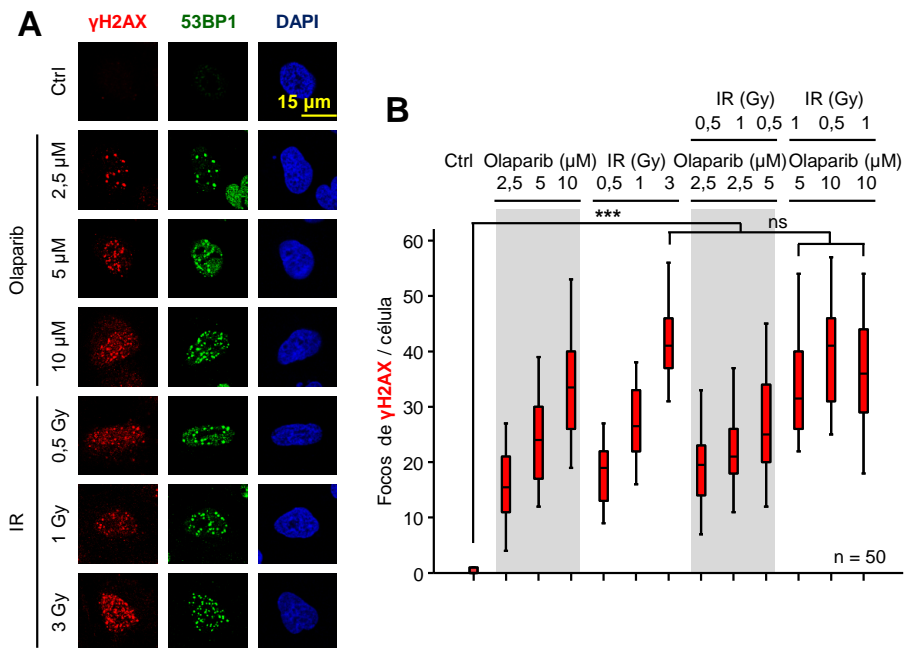 A
γH2AX 53BP1 DAPI
Ctrl
15 µm
Olaparib
2,5 µM
5 µM
10 µM
IR
0,5 Gy
1 Gy
3 Gy
B
IR (Gy) IR (Gy)
0,5 1 0,5 1 0,5 1
Ctrl Olaparib (µM) IR (Gy) Olaparib (µM) Olaparib (µM)
2,5 5 10 0,5 1 3 2,5 2,5 5 5 10 10
*** ns
Focos de γH2AX / célula
60
50
40
30
20
10
0
n = 50